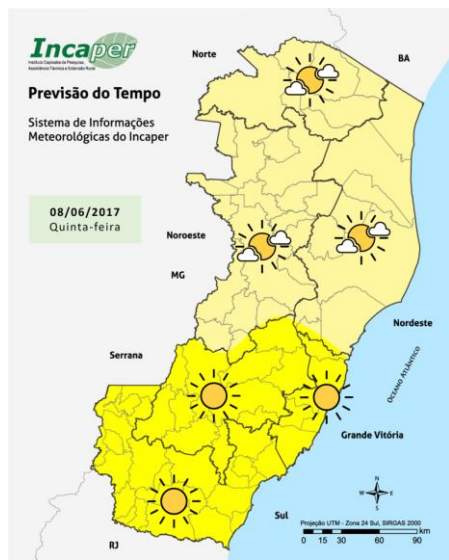 Incaper
Instituto Capixaba de Pesquisa
Assistência Técnica e Extensão Rural
Previsão do Tempo
Sistema de Informações
Meteorológicas do Incaper
08/06/2017
Quinta-feira
Norte
BA
Noroeste
MG
Nordeste
Serrana
OCEANO ATLÂNTICO
Grande Vitória
Sul
RJ
N
W
E
S
Projeção UTM - Zona 24 Sul, SIRGAS 2000
0 15 30 60 90
km